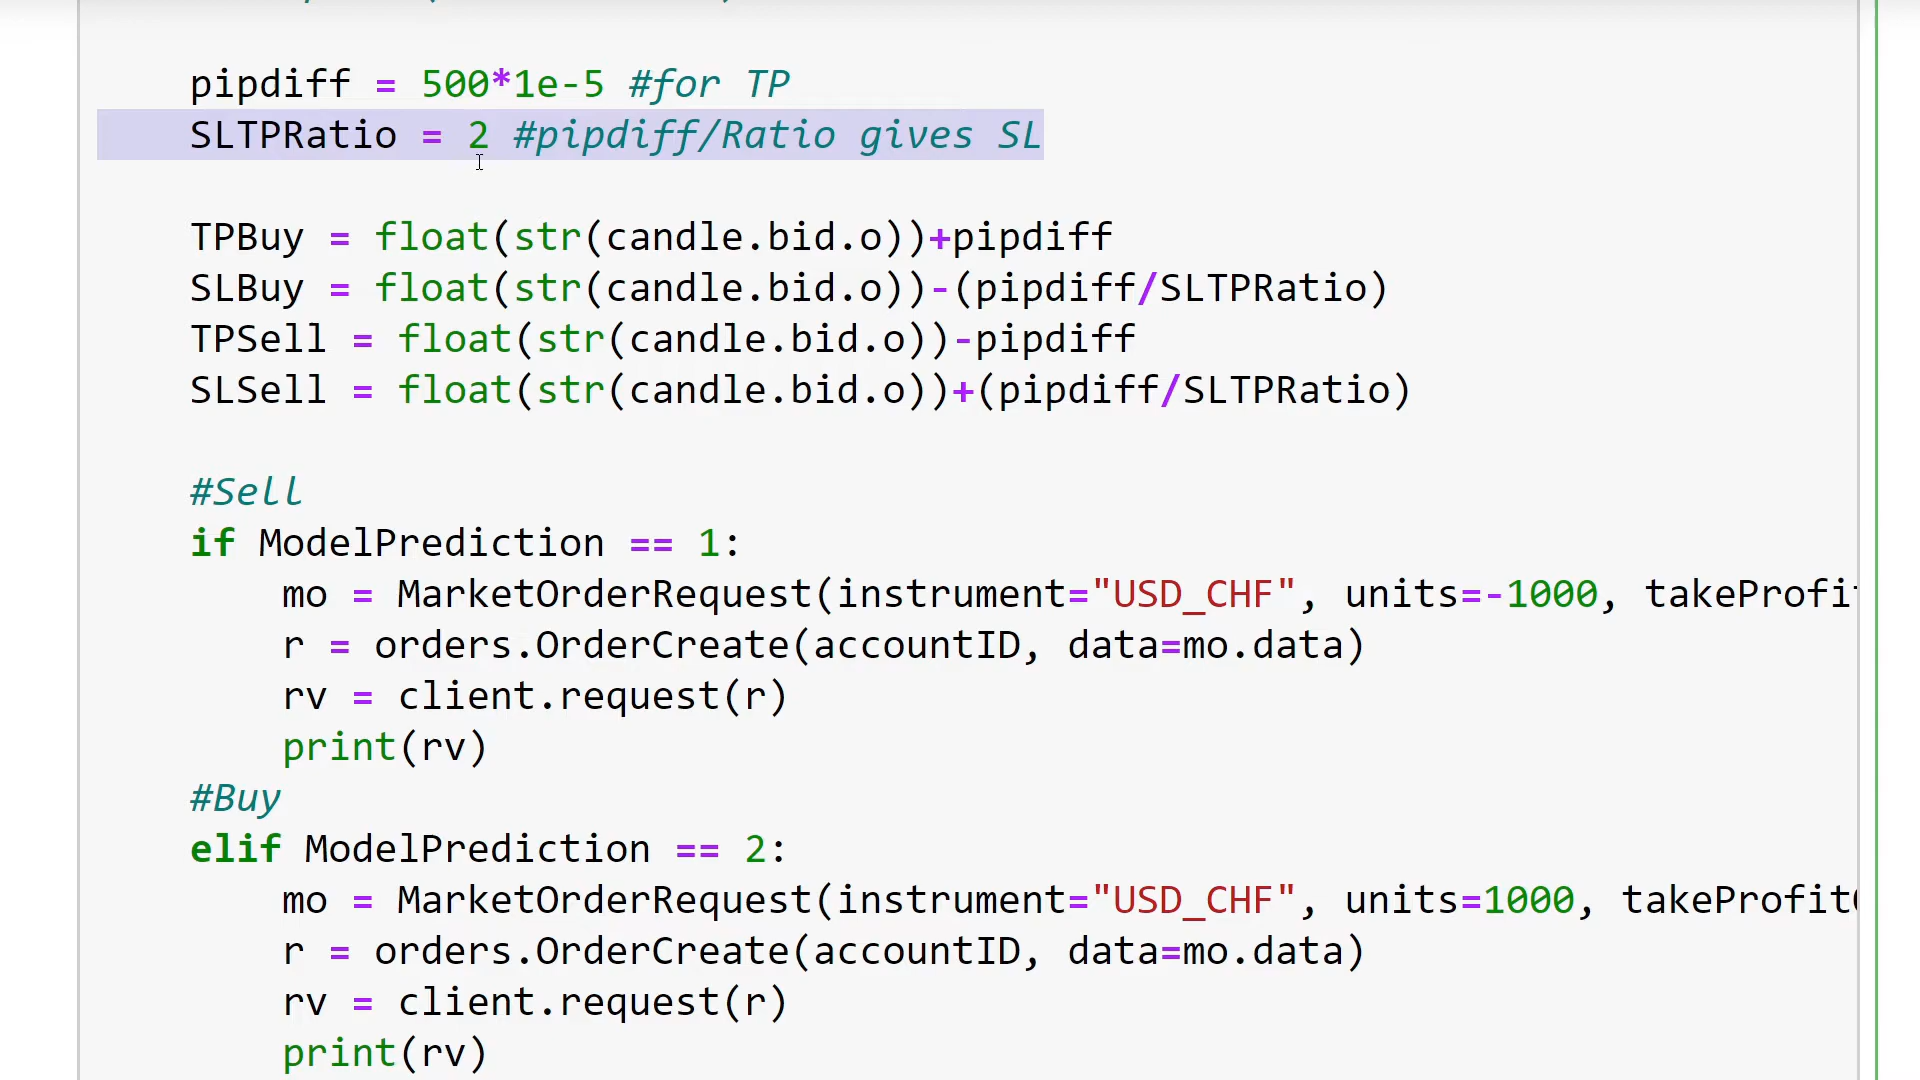 pipdiff = 500*1e-5 #for TP
SLTPRatio = 2 #pipdiff/Ratio gives SL
TPBuy = float(str(candle.bid.o))+pipdiff
SLBuy = float(str(candle.bid.o))-(pipdiff/SLTPRatio)
TPSell = float(str(candle.bid.o))-pipdiff
SLSell = float(str(candle.bid.o))+(pipdiff/SLTPRatio)
#Sell
if ModelPrediction == 1:
mo = MarketOrderRequest(instrument="USD_CHF", units=-1000, takeProfi
r = orders.OrderCreate(accountID, data=mo.data)
rv = client.request(r)
print(rv)
#Buy
elif ModelPrediction == 2:
mo = MarketOrderRequest(instrument="USD_CHF", units=1000, takeProfit
r = orders.OrderCreate(accountID, data=mo.data)
rv = client.request(r)
print(rv)